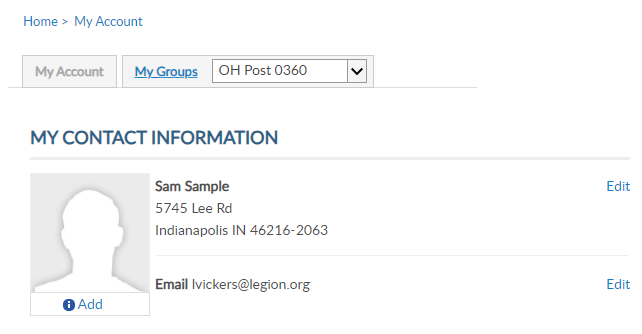 Home > My Account
My Account My Groups OH Post 0360
MY CONTACT INFORMATION
Sam Sample Edit
5745 Lee Rd
Indianapolis IN 46216-2063
Email lvickers@legion.org Edit
Add